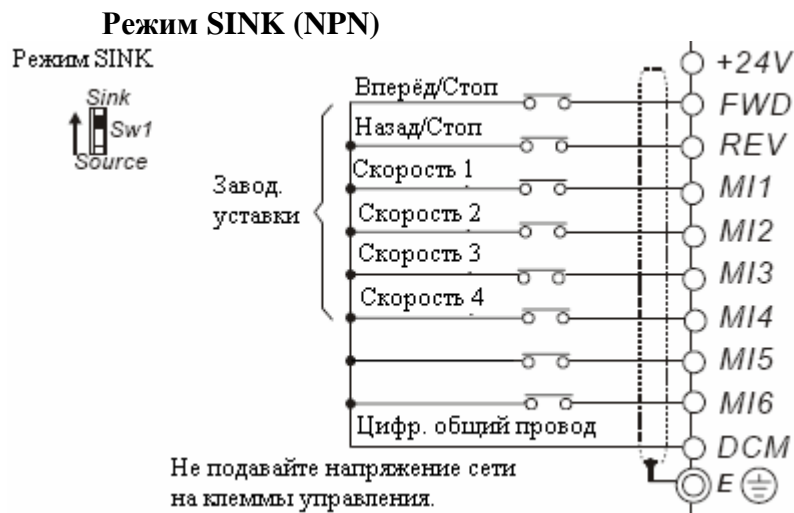 Режим SINK (NPN)
Режим SINK
Sink
Sw1
Source
Завод.
уставки
Вперёд/Стоп
Назад/Стоп
Скорость 1
Скорость 2
Скорость 3
Скорость 4
Цифр. общий провод
+24V
FWD
REV
MI1
MI2
MI3
MI4
MI5
MI6
DCM
E
Не подавайте напряжение сети
на клеммы управления.